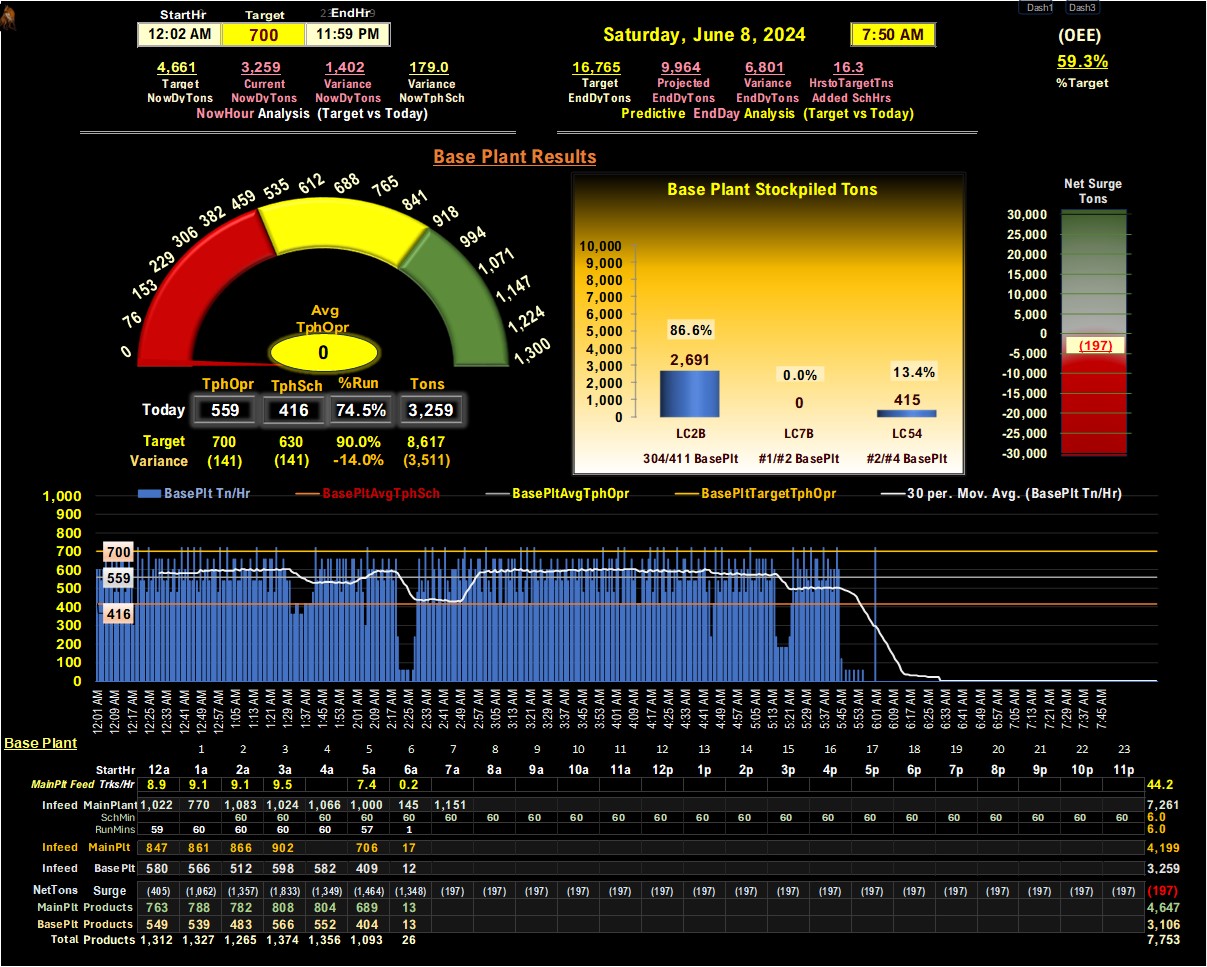 Dash1 Dash3
StartHr Target EndHr
12:02 AM 700 11:59 PM
Saturday, June 8, 2024 7:50 AM (OEE)
59.3%
%Target
4,661 3,259 1,402 179.0
Target Current Variance Variance
NowDyTons NowDyTons NowDyTons NowTphSch
NowHour Analysis (Target vs Today)
16,765 9,964 6,801 16.3
Target Projected Variance HrstoTargetTns
EndDyTons EndDyTons EndDyTons Added SchHrs
Predictive EndDay Analysis (Target vs Today)
Base Plant Results
0 76 153 229 306 382 459 535 612 688 765 841 918 994 1,071 1,147 1,224 1,300
Avg
TphOpr
0
TphOpr TphSch %Run Tons
Today 559 416 74.5% 3,259
Target 700 630 90.0% 8,617
Variance (141) (141) -14.0% (3,511)
Base Plant Stockpiled Tons
10,000
9,000
8,000
7,000
6,000
5,000
4,000
3,000
2,000
1,000
0
86.6% 0.0% 13.4%
2,691 0 415
LC2B LC7B LC54
304/411 BasePlt #1/#2 BasePlt #2/#4 BasePlt
Net Surge
Tons
30,000
25,000
20,000
15,000
10,000
5,000
0
-5,000
-10,000
-15,000
-20,000
-25,000
-30,000
(197)
BasePlt Tn/Hr BasePltAvgTphSch BasePltAvgTphOpr BasePltTargetTphOpr 30 per. Mov. Avg. (BasePlt Tn/Hr)
1,000
900
800
700
600
500
400
300
200
100
0
700
559
416
12:01 AM 12:09 AM 12:17 AM 12:25 AM 12:33 AM 12:41 AM 12:49 AM 12:57 AM 1:05 AM 1:13 AM 1:21 AM 1:29 AM 1:37 AM 1:45 AM 1:53 AM 2:01 AM 2:09 AM 2:17 AM 2:25 AM 2:33 AM 2:41 AM 2:49 AM 2:57 AM 3:05 AM 3:13 AM 3:21 AM 3:29 AM 3:37 AM 3:45 AM 3:53 AM 4:01 AM 4:09 AM 4:17 AM 4:25 AM 4:33 AM 4:41 AM 4:49 AM 4:57 AM 5:05 AM 5:13 AM 5:21 AM 5:29 AM 5:37 AM 5:45 AM 5:53 AM 6:01 AM 6:09 AM 6:17 AM 6:25 AM 6:33 AM 6:41 AM 6:49 AM 6:57 AM 7:05 AM 7:13 AM 7:21 AM 7:29 AM 7:37 AM 7:45 AM
Base Plant
1 2 3 4 5 6 7 8 9 10 11 12 13 14 15 16 17 18 19 20 21 22 23
StartHr 12a 1a 2a 3a 4a 5a 6a 7a 8a 9a 10a 11a 12p 1p 2p 3p 4p 5p 6p 7p 8p 9p 10p 11p
MainPlt Feed Trks/Hr 8.9 9.1 9.1 9.5 7.4 0.2 44.2
Infeed MainPlant 1,022 770 1,083 1,024 1,066 1,000 145 1,151 7,261
SchMin 60 60 60 60 60 60 60 60 60 60 60 60 60 60 60 60 60 60 60 60 60 60 6.0
RunMins 59 60 60 60 60 57 1 6.0
Infeed MainPlt 847 861 866 902 706 17 4,199
Infeed Base Plt 580 566 512 598 582 409 12 3.259
NetTons Surge (405) (1,062) (1,357) (1,833) (1,349) (1,464) (1,348) (197) (197) (197) (197) (197) (197) (197) (197) (197) (197) (197) (197) (197) (197) (197) (197) (197) (197)
MainPlt Products 763 788 782 808 804 689 13 4,647
BasePlt Products 549 539 483 566 552 404 13 3,106
Total Products 1,312 1,327 1,265 1,374 1,356 1,093 26 7,753